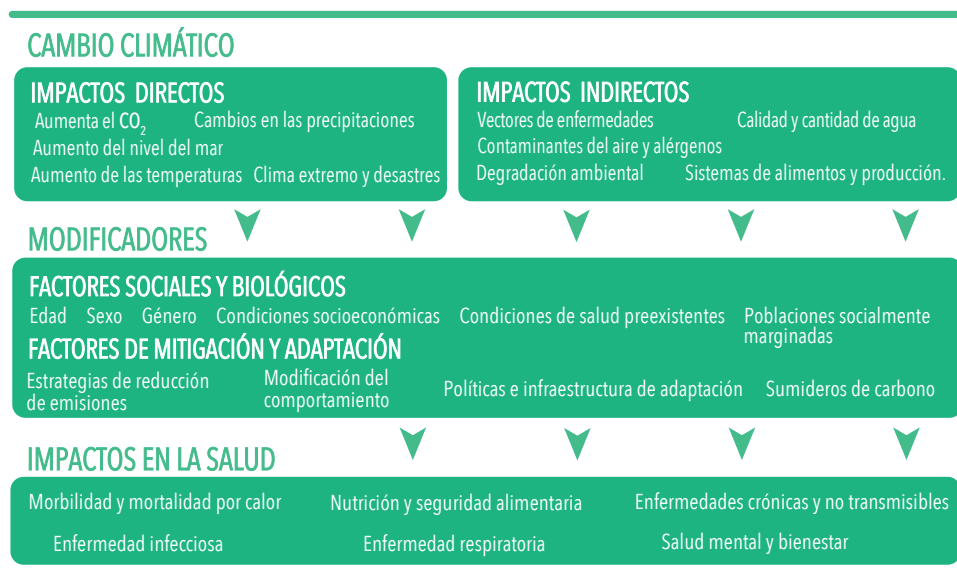 CAMBIO CLIMÁTICO
IMPACTOS DIRECTOS
Aumenta el CO2 Cambios en las precipitaciones
Aumento del nivel del mar
Aumento de las temperaturas Clima extremo y desastres
IMPACTOS INDIRECTOS
Vectores de enfermedades Calidad y cantidad de agua
Contaminantes del aire y alérgenos
Degradación ambiental Sistemas de alimentos y producción.
MODIFICADORES
FACTORES SOCIALES Y BIOLÓGICOS
Edad Sexo Género Condiciones socioeconómicas Condiciones de salud preexistentes Poblaciones socialmente
marginadas
FACTORES DE MITIGACIÓN Y ADAPTACIÓN
Estrategias de reducción
de emisiones
Modificación del
comportamiento
Políticas e infraestructura de adaptación
Sumideros de carbono
IMPACTOS EN LA SALUD
Morbilidad y mortalidad por calor Nutrición y seguridad alimentaria Enfermedades crónicas y no transmisibles
Enfermedad infecciosa Enfermedad respiratoria Salud mental y bienestar